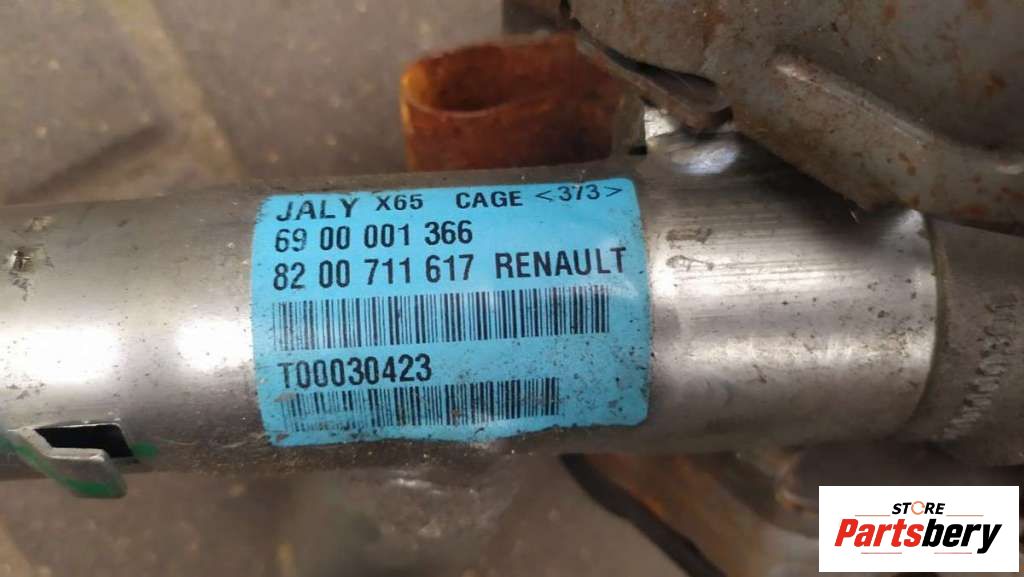 JALY X65 CAGE <373>
69 00 001 366
82 00 711 617 RENAULT
T00030423
STORE
Partsbery